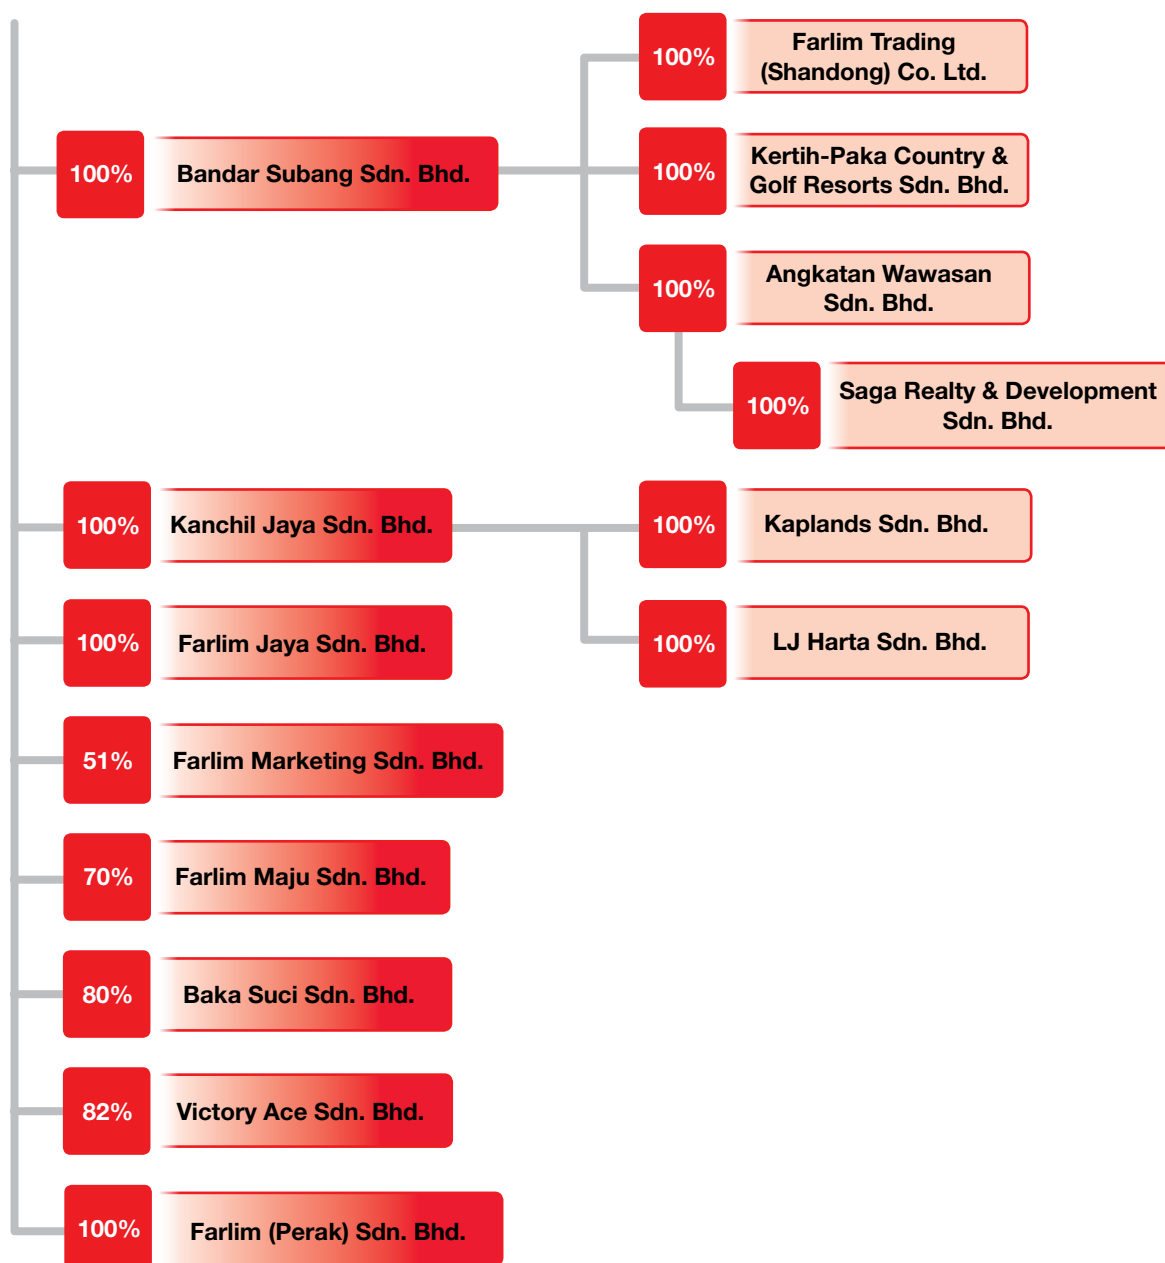 100%
Bandar Subang Sdn. Bhd.
100%
Farlim Trading
(Shandong) Co. Ltd.
100%
Kertih-Paka Country &
Golf Resorts Sdn. Bhd.
100%
Angkatan Wawasan
Sdn. Bhd.
100%
Saga Realty & Development
Sdn. Bhd.
100%
Kanchil Jaya Sdn. Bhd.
100%
Kaplands Sdn. Bhd.
100%
LJ Harta Sdn. Bhd.
100%
Farlim Jaya Sdn. Bhd.
51%
Farlim Marketing Sdn. Bhd.
70%
Farlim Maju Sdn. Bhd.
80%
Baka Suci Sdn. Bhd.
82%
Victory Ace Sdn. Bhd.
100%
Farlim (Perak) Sdn. Bhd.